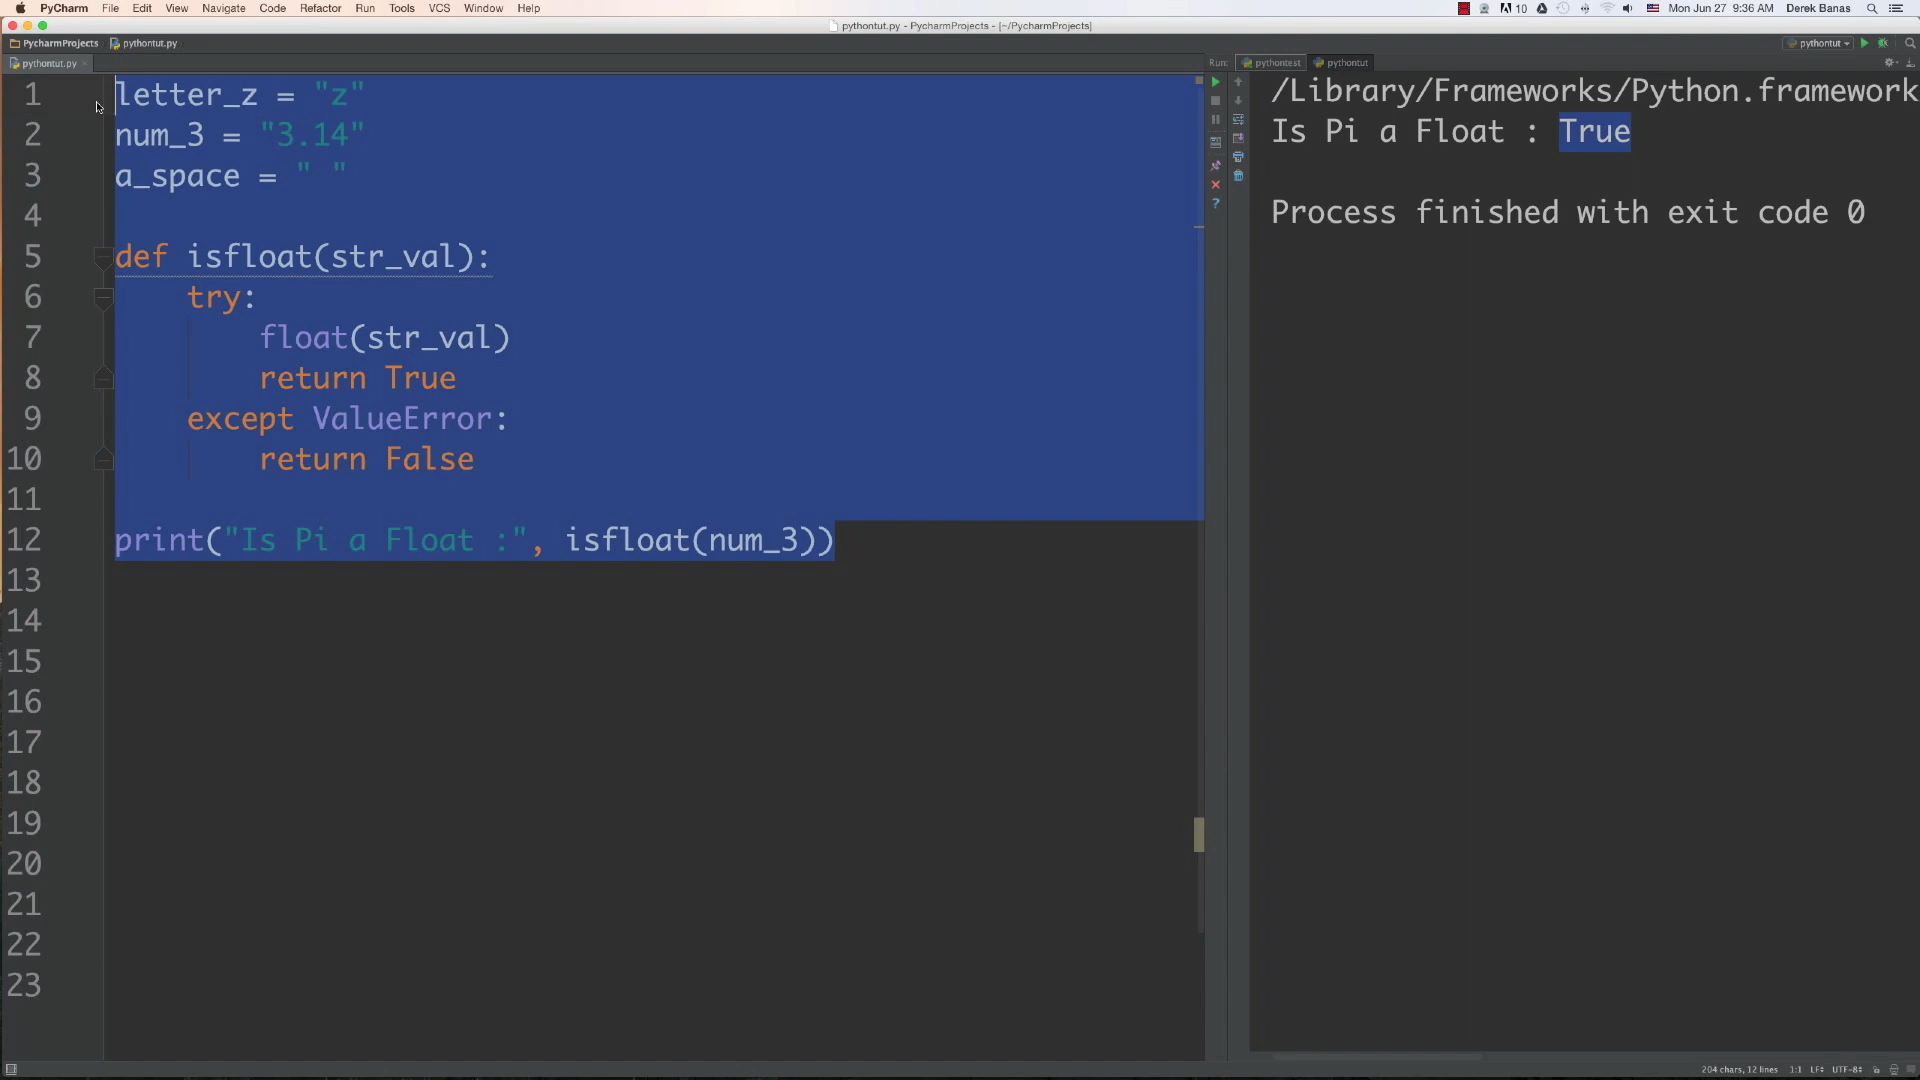 PyCharm File Edit View Navigate Code Refactor Run Tools VCS Window Help 10 Mon Jun 27 9:36 AM Derek Banas
pythontut.py - PycharmProjects - [~/PycharmProjects]
PycharmProjects pythontut.py pythontut
pythontut.py Run: pythontest pythontut
1 letter_z = "z"
2 num_3 = "3.14"
3 a_space = " "
4
5 def isfloat(str_val):
6 try:
7 float(str_val)
8 return True
9 except ValueError:
10 return False
11
12 print("Is Pi a Float :", isfloat(num_3))
13
14
15
16
17
18
19
20
21
22
23
/Library/Frameworks/Python.framework
Is Pi a Float : True
Process finished with exit code 0
204 chars, 12 lines 1:1 LF÷ UTF-8÷